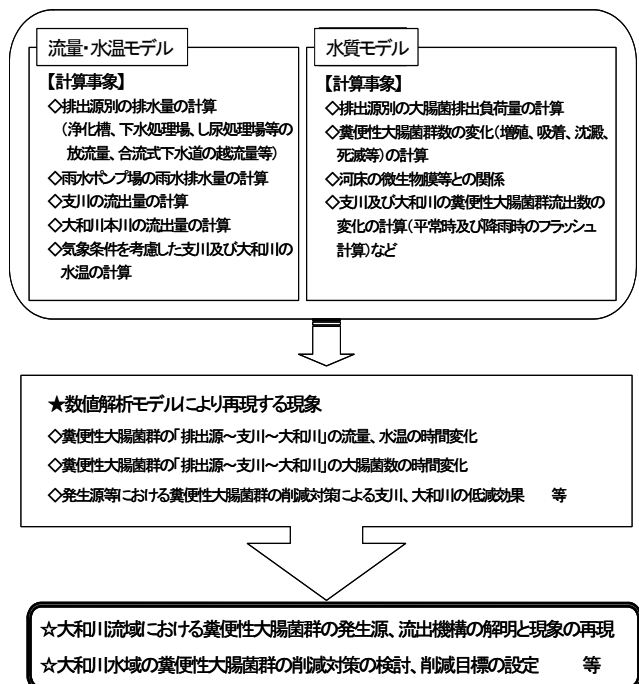 流量・水温モデル
【計算事象】
◇排出源別の排水量の計算
（浄化槽、下水処理場、し尿処理場等の
放流量、合流式下水道の越流量等）
◇雨水ポンプ場の雨水排水量の計算
◇支川の流出量の計算
◇大和川本川の流出量の計算
◇気象条件を考慮した支川及び大和川の
水温の計算
水質モデル
【計算事象】
◇排出源別の大腸菌排出負荷量の計算
◇糞便性大腸菌群数の変化（増殖、吸着、沈澱、
死滅等）の計算
◇河床の微生物膜等との関係
◇支川及び大和川の糞便性大腸菌群流出数の
変化の計算（平常時及び降雨時のフラッシュ
計算）など
★数値解析モデルにより再現する現象
◇糞便性大腸菌群の「排出源～支川～大和川」の流量、水温の時間変化
◇糞便性大腸菌群の「排出源～支川～大和川」の大腸菌数の時間変化
◇発生源等における糞便性大腸菌群の削減対策による支川、大和川の低減効果　等
☆大和川流域における糞便性大腸菌群の発生源、流出機構の解明と現象の再現
☆大和川水域の糞便性大腸菌群の削減対策の検討、削減目標の設定　等